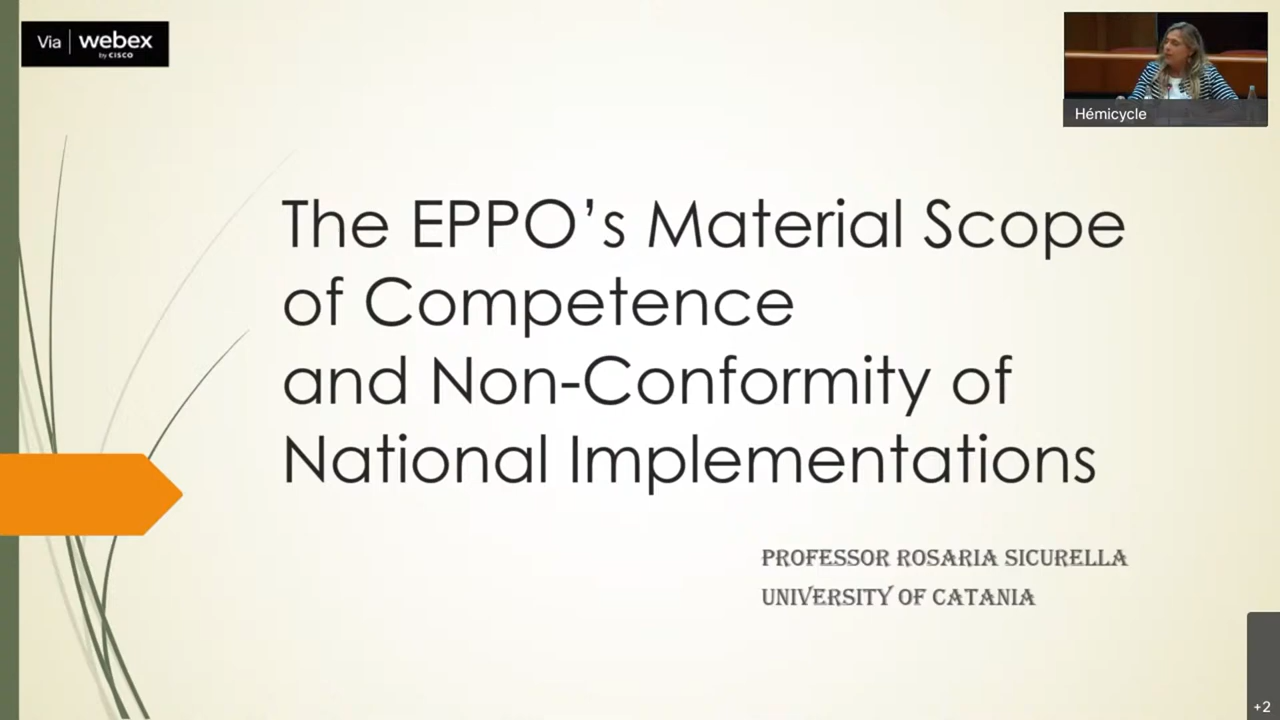 Via webex
by CISCO
Hémicycle
The EPPO’s Material Scope
of Competence
and Non-Conformity of
National Implementations
PROFESSOR ROSARIA SICURELLA
UNIVERSITY OF CATANIA
+2